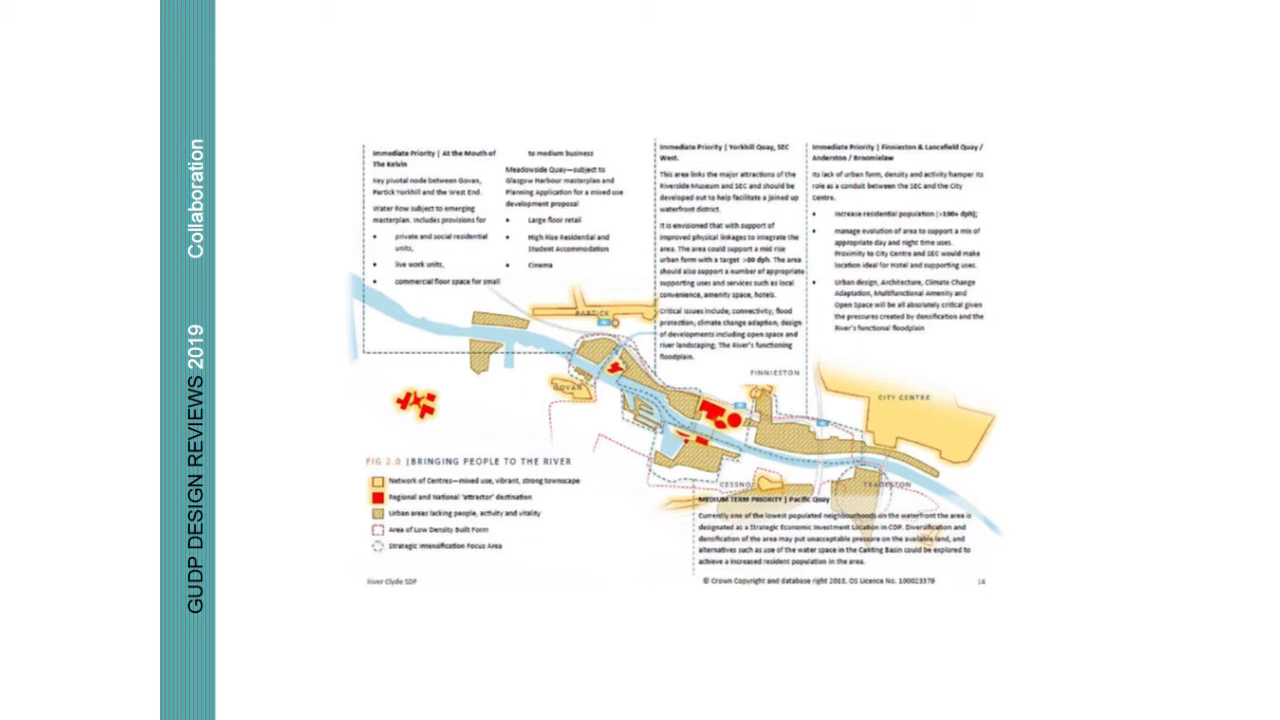 GUDP DESIGN REVIEWS 2019 Collaboration
Immediate Priority | At the Mouth of
The Kelvin
Key pivotal node between Govan,
Partick Yorkhill and the West End.
Water Row subject to emerging
masterplan. Includes provisions for
• private and social residential
units,
• live work units,
• commercial floor space for small
to medium business
Meadowside Quay—subject to
Glasgow Harbour masterplan and
Planning Application for a mixed use
development proposal
• Large floor retail
• High Rise Residential and
Student Accommodation
• Cinema
Immediate Priority | Yorkhill Quay, SEC
West.
This area links the major attractions of the
Riverside Museum and SEC and should be
developed out to help facilitate a joined up
waterfront district.
It is envisioned that with support of
improved physical linkages to integrate the
area. The area could support a mid rise
urban form with a target >80 dph. The area
should also support a number of appropriate
supporting uses and services such as local
convenience, amenity space, hotels.
Critical issues include; connectivity; flood
protection; climate change adaption; design
of developments including open space and
river landscaping; The River's functioning
floodplain.
Immediate Priority | Finnieston & Lancefield Quay /
Anderston / Broomielaw
Its lack of urban form, density and activity hamper its
role as a conduit between the SEC and the City
Centre.
• increase residential population (>100+ dph);
• manage evolution of area to support a mix of
appropriate day and night time uses.
Proximity to City Centre and SEC would make
location ideal for Hotel and supporting uses.
• Urban design, Architecture, Climate Change
Adaptation, Multifunctional Amenity and
Open Space will be all absolutely critical given
the pressures created by densification and the
River's functional floodplain
PARTICK
GOVAN
FINNIESTON
CITY CENTRE
CESSNO
TRADESTON
FIG 2.0 | BRINGING PEOPLE TO THE RIVER
Network of Centres—mixed use, vibrant, strong townscape
Regional and National 'attractor' destination
Urban areas lacking people, activity and vitality
Area of Low Density Built Form
Strategic Intensification Focus Area
MEDIUM TERM PRIORITY | Pacific Quay
Currently one of the lowest populated neighbourhoods on the waterfront the area is
designated as a Strategic Economic Investment Location in CDP. Diversification and
densification of the area may put unacceptable pressure on the available land, and
alternatives such as use of the water space in the Canting Basin could be explored to
achieve a increased resident population in the area.
River Clyde SDF
© Crown Copyright and database right 2018. OS Licence No. 100023379